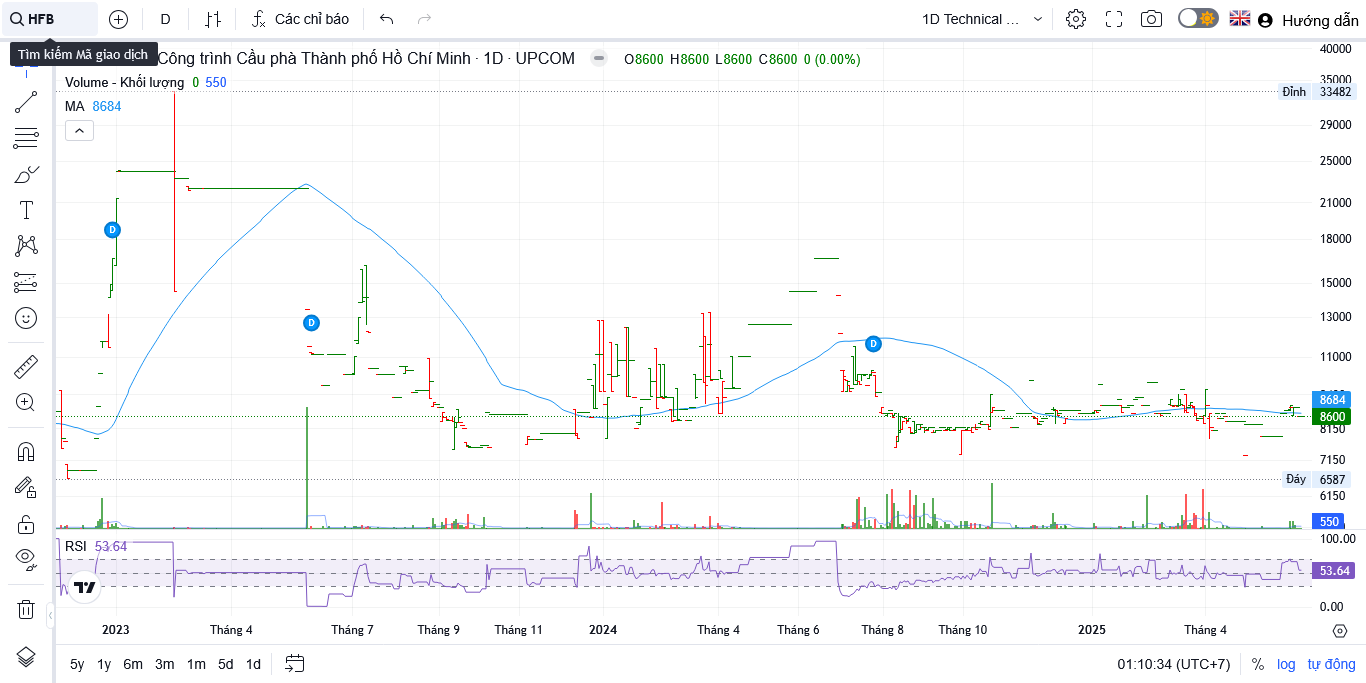 HFB
D
Các chỉ báo
1D Technical ...
Hướng dẫn
Tìm kiếm Mã giao dịch
Công trình Cầu phà Thành phố Hồ Chí Minh · 1D · UPCOM
O8600 H8600 L8600 C8600 0 (0.00%)
Volume - Khối lượng 0 550
MA 8684
40000
35000
Đỉnh 33482
29000
25000
21000
18000
15000
13000
11000
8684
8600
8150
7150
Đáy 6587
6150
550
D
D
D
RSI 53.64
100.00
53.64
0.00
2023
Tháng 4
Tháng 7
Tháng 9
Tháng 11
2024
Tháng 4
Tháng 6
Tháng 8
Tháng 10
2025
Tháng 4
5y 1y 6m 3m 1m 5d 1d
01:10:34 (UTC+7)
% log tự động